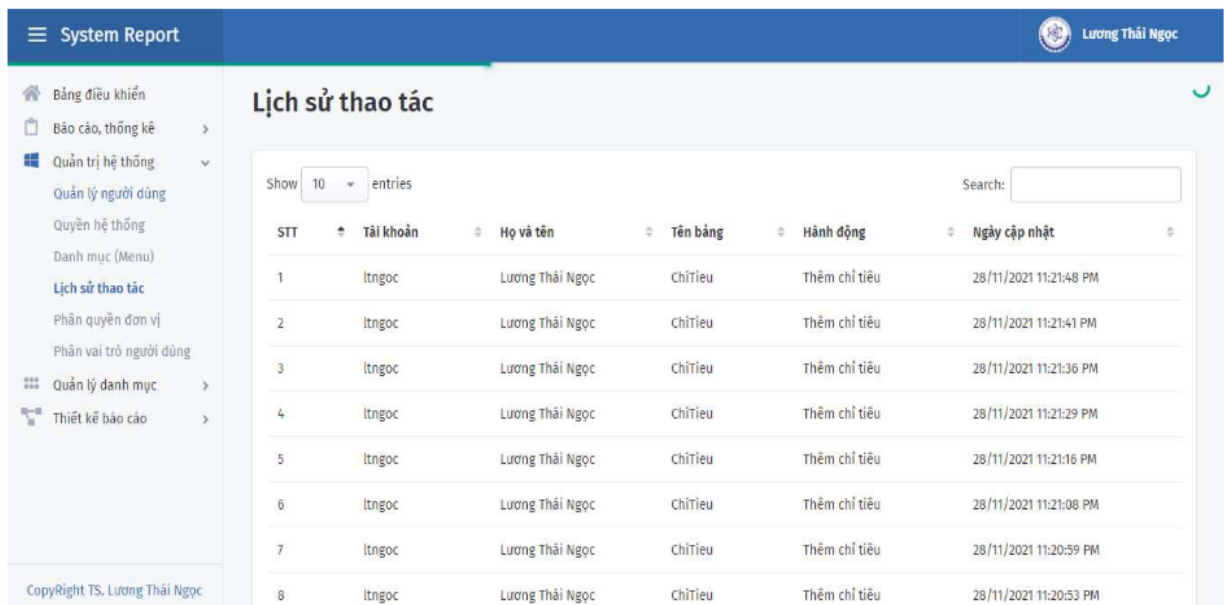 System Report
Lương Thái Ngọc
Bảng điều khiển
Báo cáo, thống kê
Quản trị hệ thống
Quản lý người dùng
Quyền hệ thống
Danh mục (Menu)
Lịch sử thao tác
Phân quyền đơn vị
Phân vai trò người dùng
Quản lý danh mục
Thiết kế báo cáo
CopyRight TS. Lương Thái Ngọc
Lịch sử thao tác
Show 10 entries Search:
STT Tài khoản Họ và tên Tên bảng Hành động Ngày cập nhật
1 ltngoc Lương Thái Ngọc ChiTieu Thêm chỉ tiêu 28/11/2021 11:21:48 PM
2 ltngoc Lương Thái Ngọc ChiTieu Thêm chỉ tiêu 28/11/2021 11:21:41 PM
3 ltngoc Lương Thái Ngọc ChiTieu Thêm chỉ tiêu 28/11/2021 11:21:36 PM
4 ltngoc Lương Thái Ngọc ChiTieu Thêm chỉ tiêu 28/11/2021 11:21:29 PM
5 ltngoc Lương Thái Ngọc ChiTieu Thêm chỉ tiêu 28/11/2021 11:21:16 PM
6 ltngoc Lương Thái Ngọc ChiTieu Thêm chỉ tiêu 28/11/2021 11:21:08 PM
7 ltngoc Lương Thái Ngọc ChiTieu Thêm chỉ tiêu 28/11/2021 11:20:59 PM
8 ltngoc Lương Thái Ngọc ChiTieu Thêm chỉ tiêu 28/11/2021 11:20:53 PM